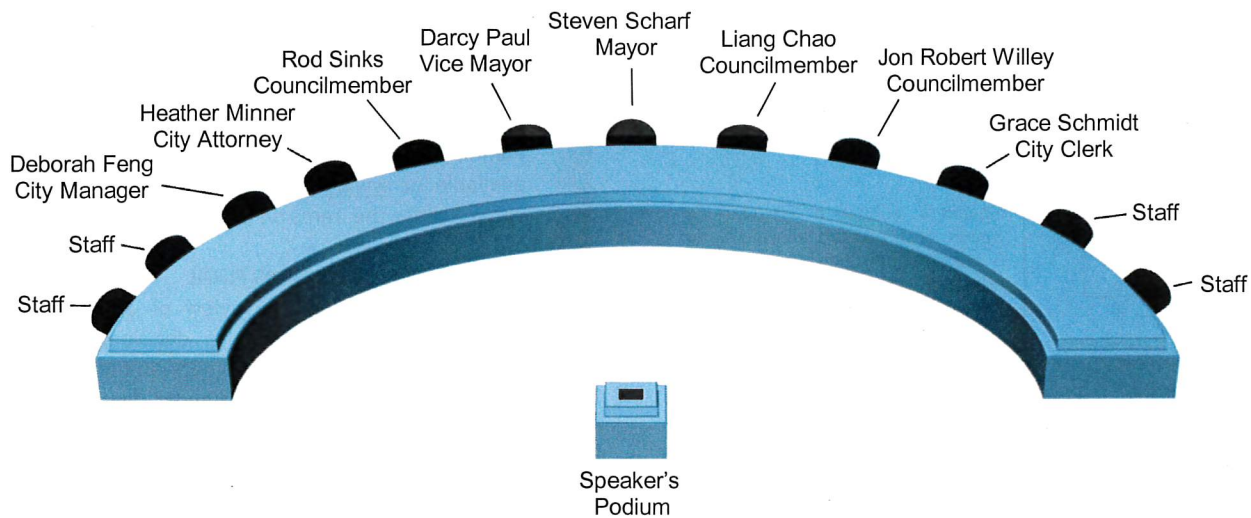 Steven Scharf
Mayor
Darcy Paul
Vice Mayor
Liang Chao
Councilmember
Rod Sinks
Councilmember
Jon Robert Willey
Councilmember
Heather Minner
City Attorney
Grace Schmidt
City Clerk
Deborah Feng
City Manager
Staff
Staff
Staff
Staff
Speaker's
Podium